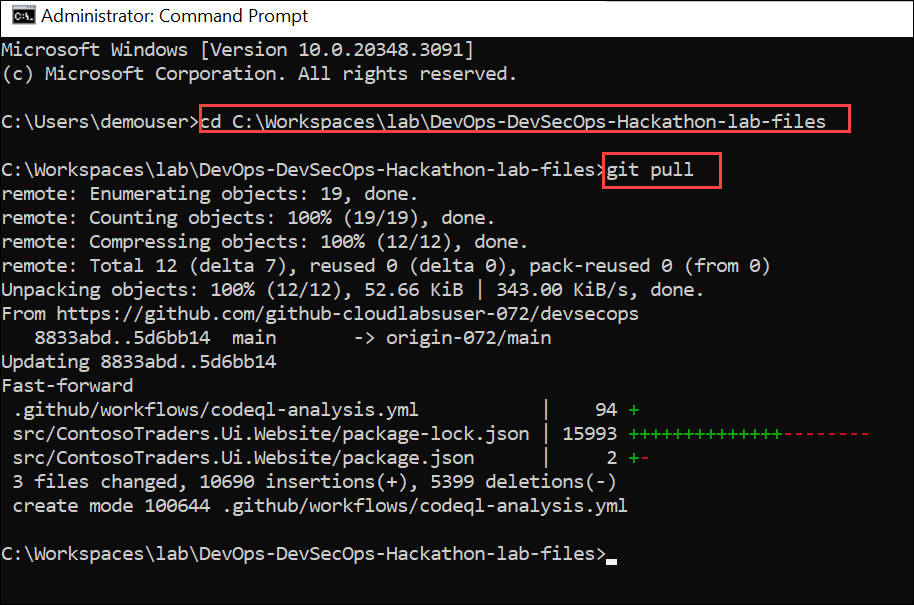 Administrator: Command Prompt
Microsoft Windows [Version 10.0.20348.3091]
(c) Microsoft Corporation. All rights reserved.
C:\Users\demouser>cd C:\Workspaces\lab\DevOps-DevSecOps-Hackathon-lab-files
C:\Workspaces\lab\DevOps-DevSecOps-Hackathon-lab-files>git pull
remote: Enumerating objects: 19, done.
remote: Counting objects: 100% (19/19), done.
remote: Compressing objects: 100% (12/12), done.
remote: Total 12 (delta 7), reused 0 (delta 0), pack-reused 0 (from 0)
Unpacking objects: 100% (12/12), 52.66 KiB | 343.00 KiB/s, done.
From https://github.com/github-cloudlabsuser-072/devsecops
   8833abd..5d6bb14  main       -> origin-072/main
Updating 8833abd..5d6bb14
Fast-forward
 .github/workflows/codeql-analysis.yml          |    94 +
 src/ContosoTraders.Ui.Website/package-lock.json | 15993 ++++++++++++++--------
 src/ContosoTraders.Ui.Website/package.json      |     2 +-
 3 files changed, 10690 insertions(+), 5399 deletions(-)
 create mode 100644 .github/workflows/codeql-analysis.yml
C:\Workspaces\lab\DevOps-DevSecOps-Hackathon-lab-files>